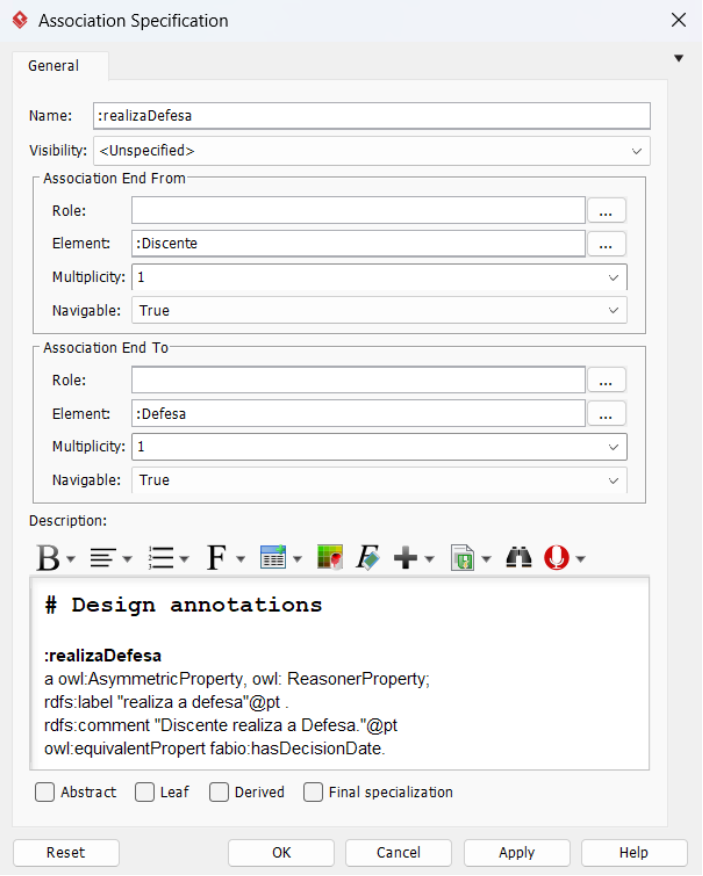 Association Specification
General
Name: :realizaDefesa
Visibility: <Unspecified>
Association End From
Role: ...
Element: :Discente ...
Multiplicity: 1
Navigable: True
Association End To
Role: ...
Element: :Defesa ...
Multiplicity: 1
Navigable: True
Description:
B F F
# Design annotations
:realizaDefesa
a owl:AsymmetricProperty, owl: ReasonerProperty;
rdfs:label "realiza a defesa"@pt .
rdfs:comment "Discente realiza a Defesa."@pt
owl:equivalentPropert fabio:hasDecisionDate.
Abstract Leaf Derived Final specialization
Reset OK Cancel Apply Help